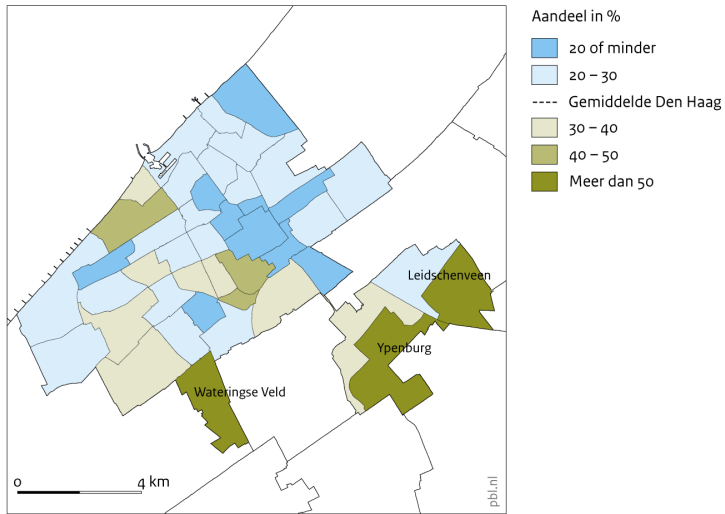 Aandeel in %
20 of minder
20 – 30
Gemiddelde Den Haag
30 – 40
40 – 50
Meer dan 50
Leidschenveen
Ypenburg
Wateringse Veld
0 4 km
pbl.nl